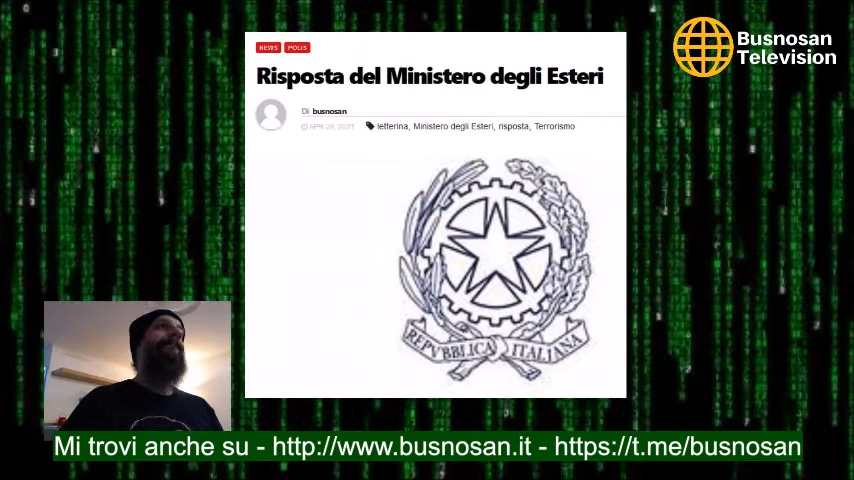 Busnosan
Television
NEWS POLIS
Risposta del Ministero degli Esteri
Di busnosan
APR 28, 2021 letterina, Ministero degli Esteri, risposta, Terrorismo
REPVBBLICA ITALIANA
Mi trovi anche su - http://www.busnosan.it - https://t.me/busnosan